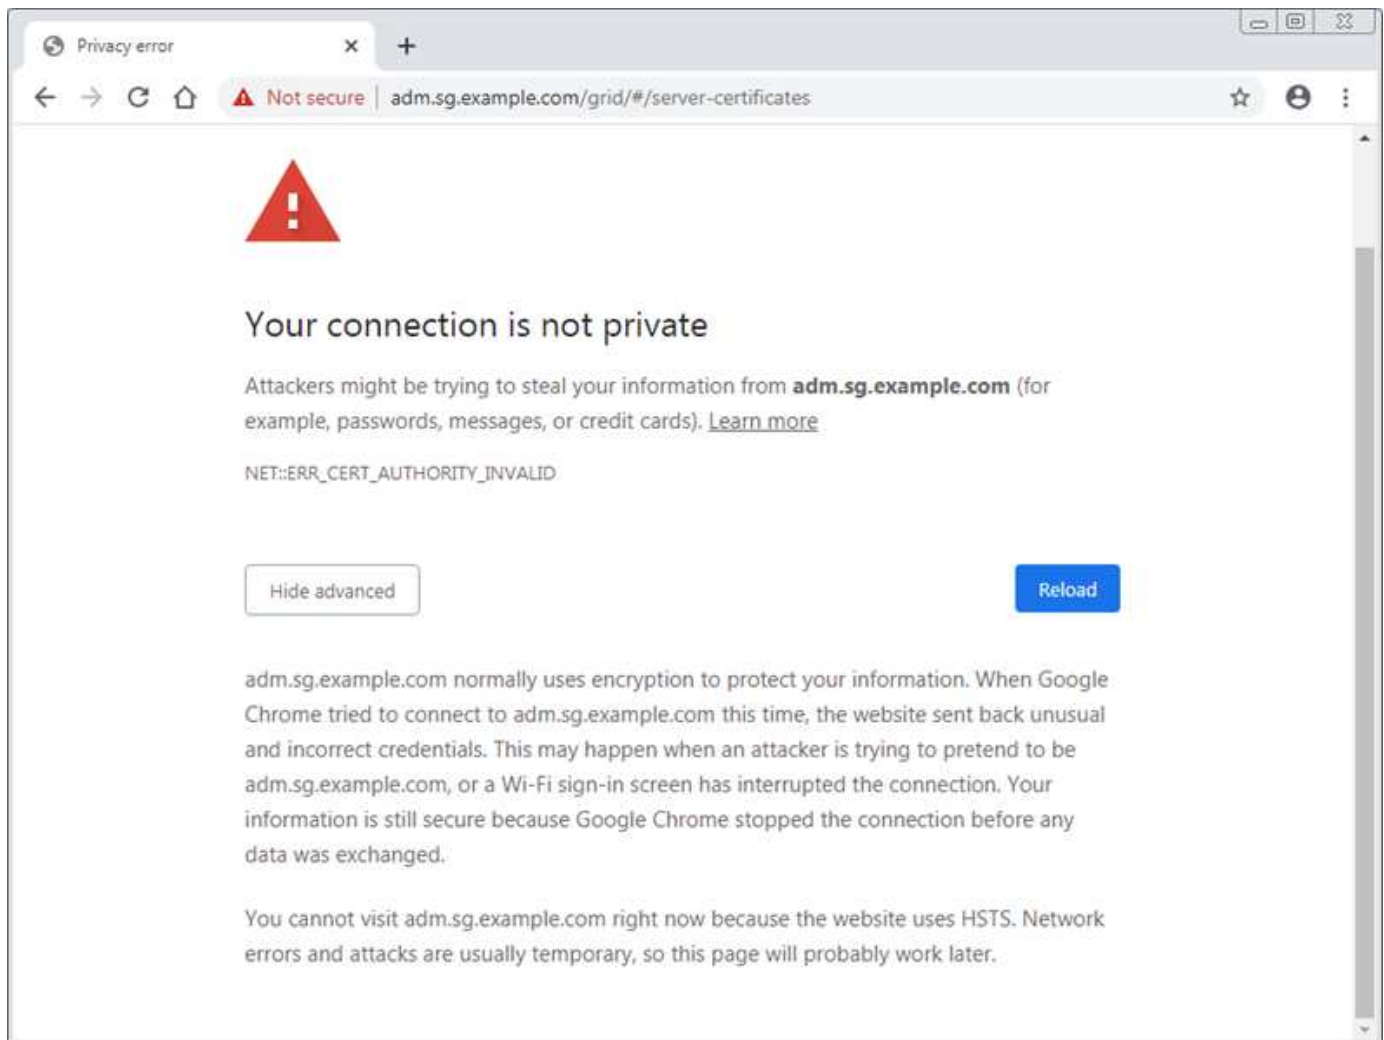 Privacy error
Not secure | adm.sg.example.com/grid/#/server-certificates
Your connection is not private
Attackers might be trying to steal your information from adm.sg.example.com (for
example, passwords, messages, or credit cards). Learn more
NET::ERR_CERT_AUTHORITY_INVALID
Hide advanced
Reload
adm.sg.example.com normally uses encryption to protect your information. When Google
Chrome tried to connect to adm.sg.example.com this time, the website sent back unusual
and incorrect credentials. This may happen when an attacker is trying to pretend to be
adm.sg.example.com, or a Wi-Fi sign-in screen has interrupted the connection. Your
information is still secure because Google Chrome stopped the connection before any
data was exchanged.
You cannot visit adm.sg.example.com right now because the website uses HSTS. Network
errors and attacks are usually temporary, so this page will probably work later.